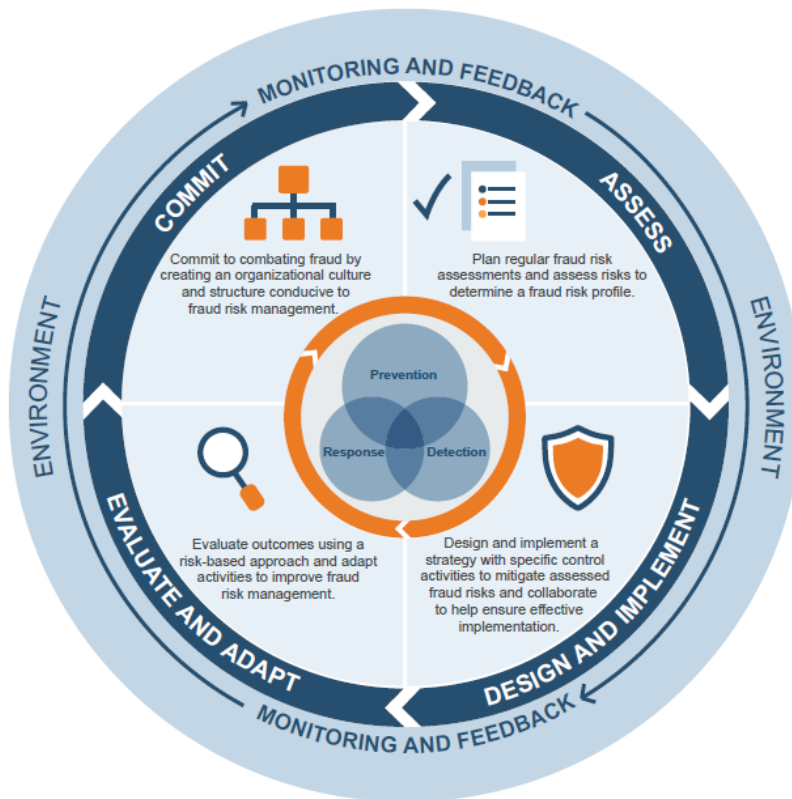 MONITORING AND FEEDBACK
COMMIT
ASSESS
Commit to combating fraud by
creating an organizational culture
and structure conducive to
fraud risk management.
Plan regular fraud risk
assessments and assess risks to
determine a fraud risk profile.
ENVIRONMENT
ENVIRONMENT
Prevention
Response
Detection
Evaluate outcomes using a
risk-based approach and adapt
activities to improve fraud
risk management.
Design and implement a
strategy with specific control
activities to mitigate assessed
fraud risks and collaborate
to help ensure effective
implementation.
EVALUATE AND ADAPT
DESIGN AND IMPLEMENT
MONITORING AND FEEDBACK